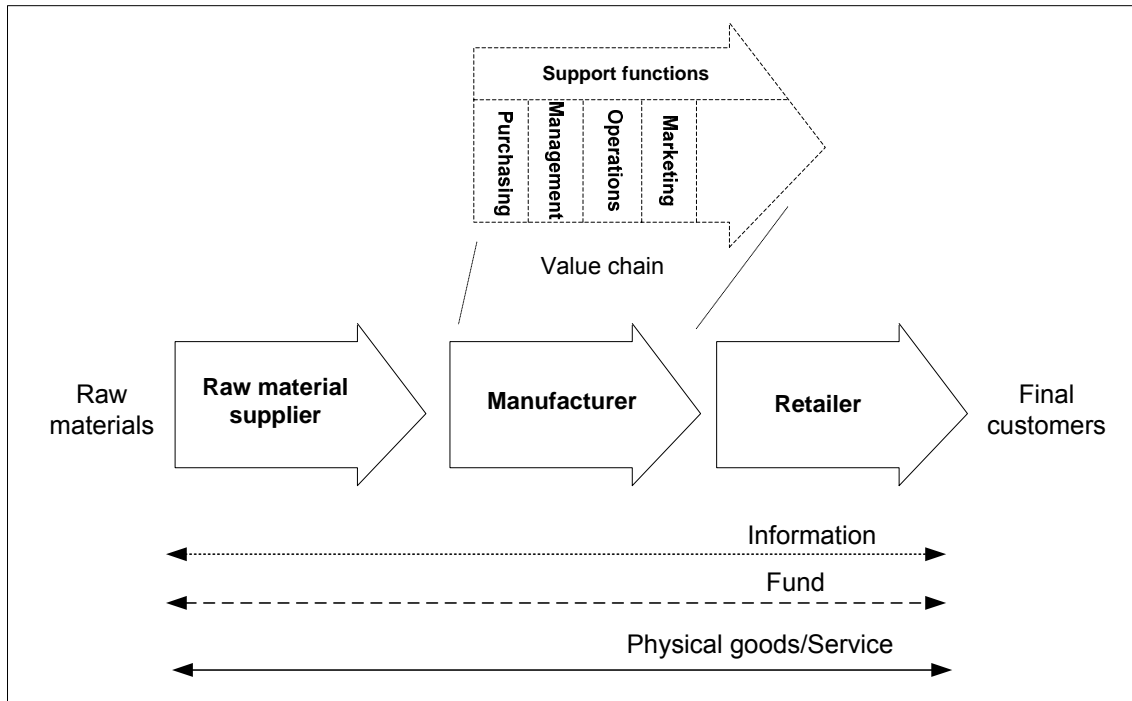 Support functions
Purchasing
Management
Operations
Marketing
Value chain
Raw
materials
Raw material
supplier
Manufacturer
Retailer
Final
customers
Information
Fund
Physical goods/Service